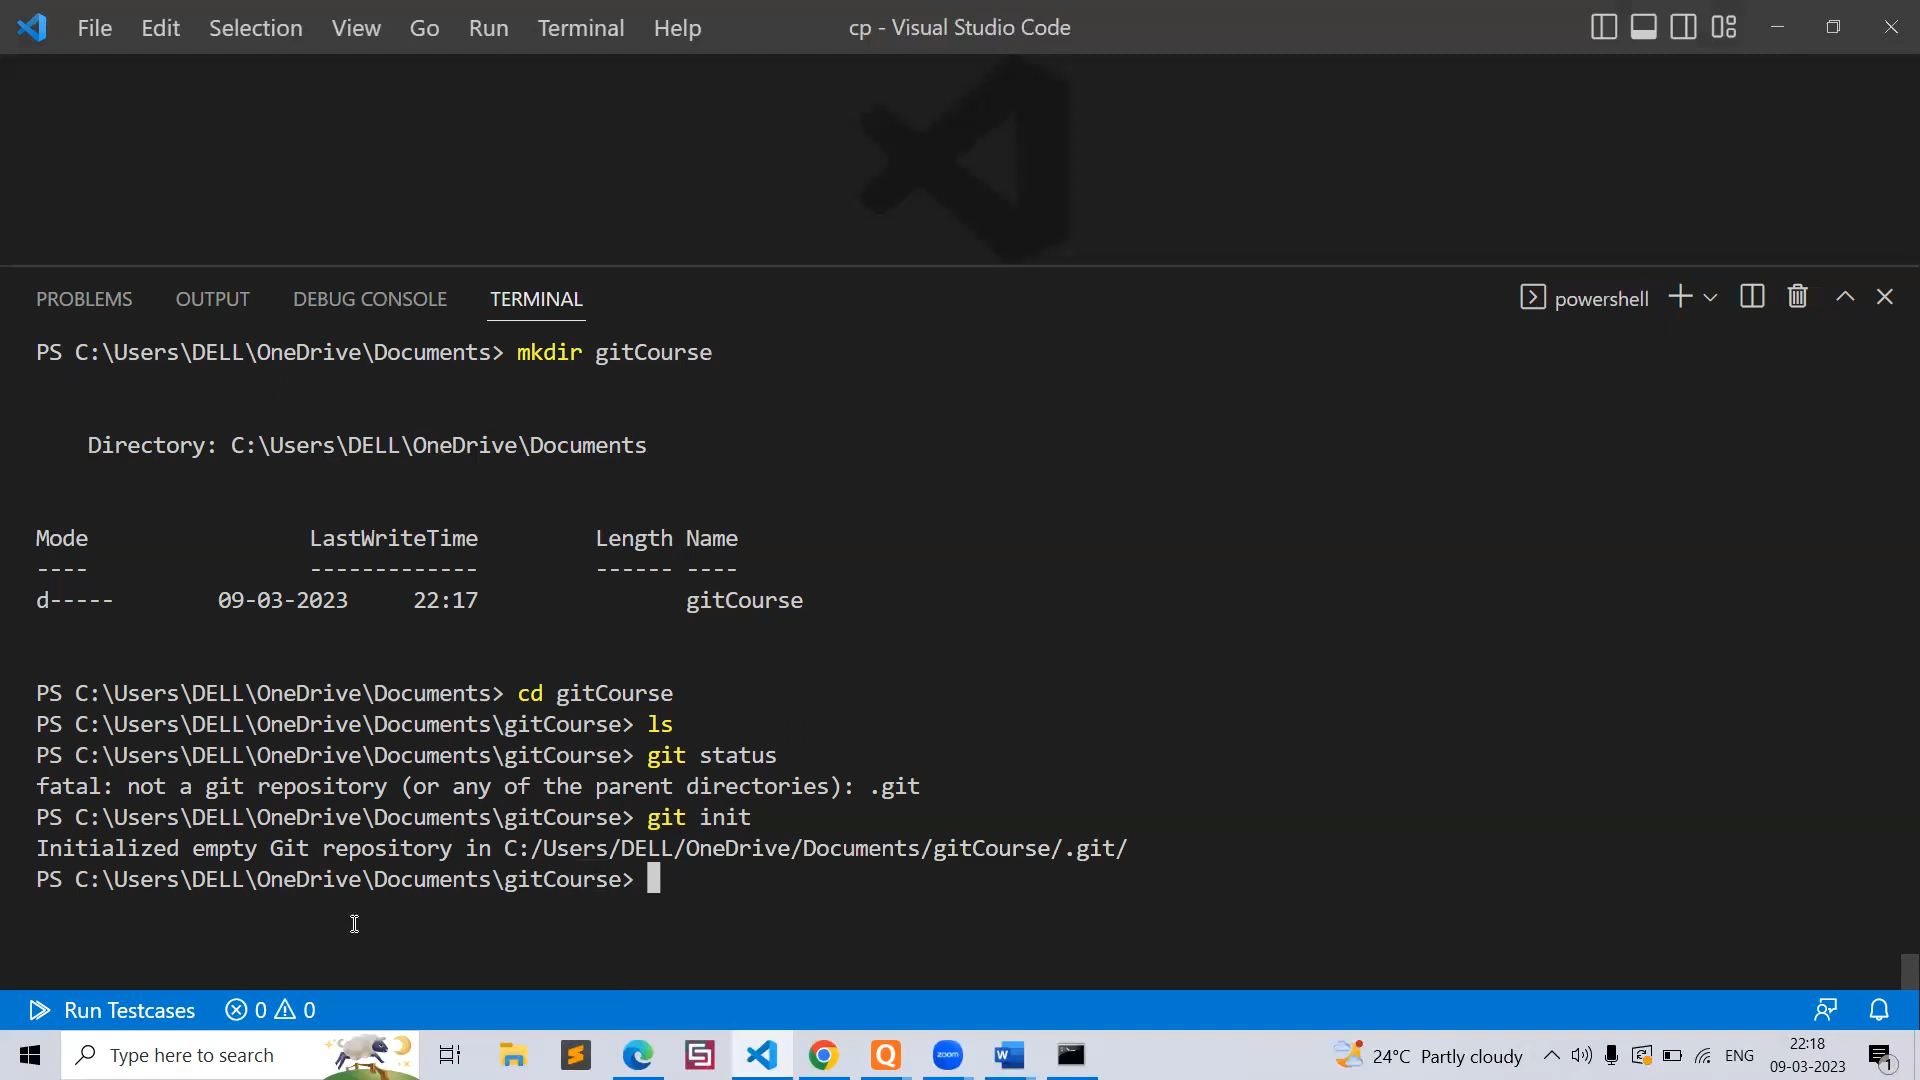 File Edit Selection View Go Run Terminal Help cp - Visual Studio Code
PROBLEMS OUTPUT DEBUG CONSOLE TERMINAL powershell
PS C:\Users\DELL\OneDrive\Documents> mkdir gitCourse
Directory: C:\Users\DELL\OneDrive\Documents
Mode LastWriteTime Length Name
---- ------------- ------ ----
d----- 09-03-2023 22:17 gitCourse
PS C:\Users\DELL\OneDrive\Documents> cd gitCourse
PS C:\Users\DELL\OneDrive\Documents\gitCourse> ls
PS C:\Users\DELL\OneDrive\Documents\gitCourse> git status
fatal: not a git repository (or any of the parent directories): .git
PS C:\Users\DELL\OneDrive\Documents\gitCourse> git init
Initialized empty Git repository in C:/Users/DELL/OneDrive/Documents/gitCourse/.git/
PS C:\Users\DELL\OneDrive\Documents\gitCourse>
Run Testcases 0 0
Type here to search zoom 24°C Partly cloudy ENG 22:18
09-03-2023 1